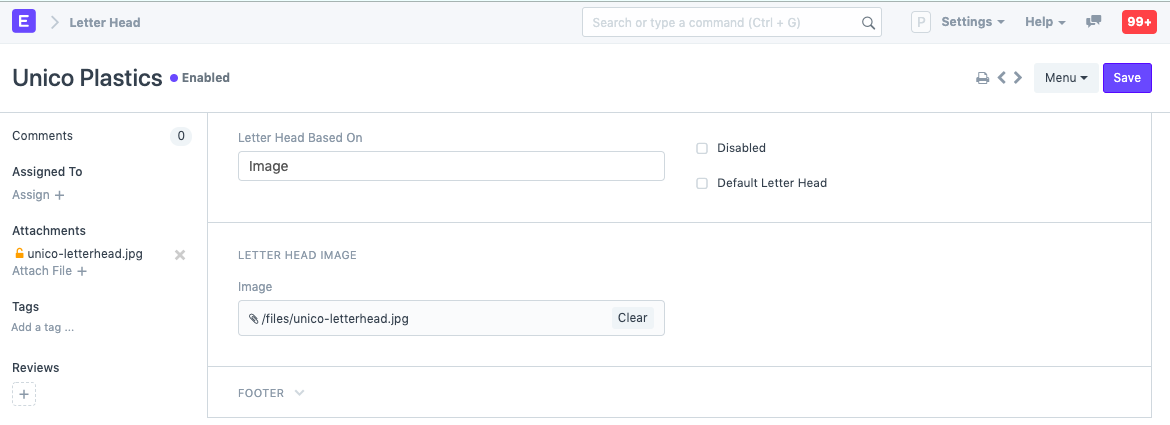 E
Letter Head
Search or type a command (Ctrl + G)
P
Settings
Help
99+
Unico Plastics
Enabled
Menu
Save
Comments
0
Assigned To
Assign +
Attachments
unico-letterhead.jpg
Attach File +
Tags
Add a tag ...
Reviews
+
Letter Head Based On
Image
Disabled
Default Letter Head
LETTER HEAD IMAGE
Image
/files/unico-letterhead.jpg
Clear
FOOTER